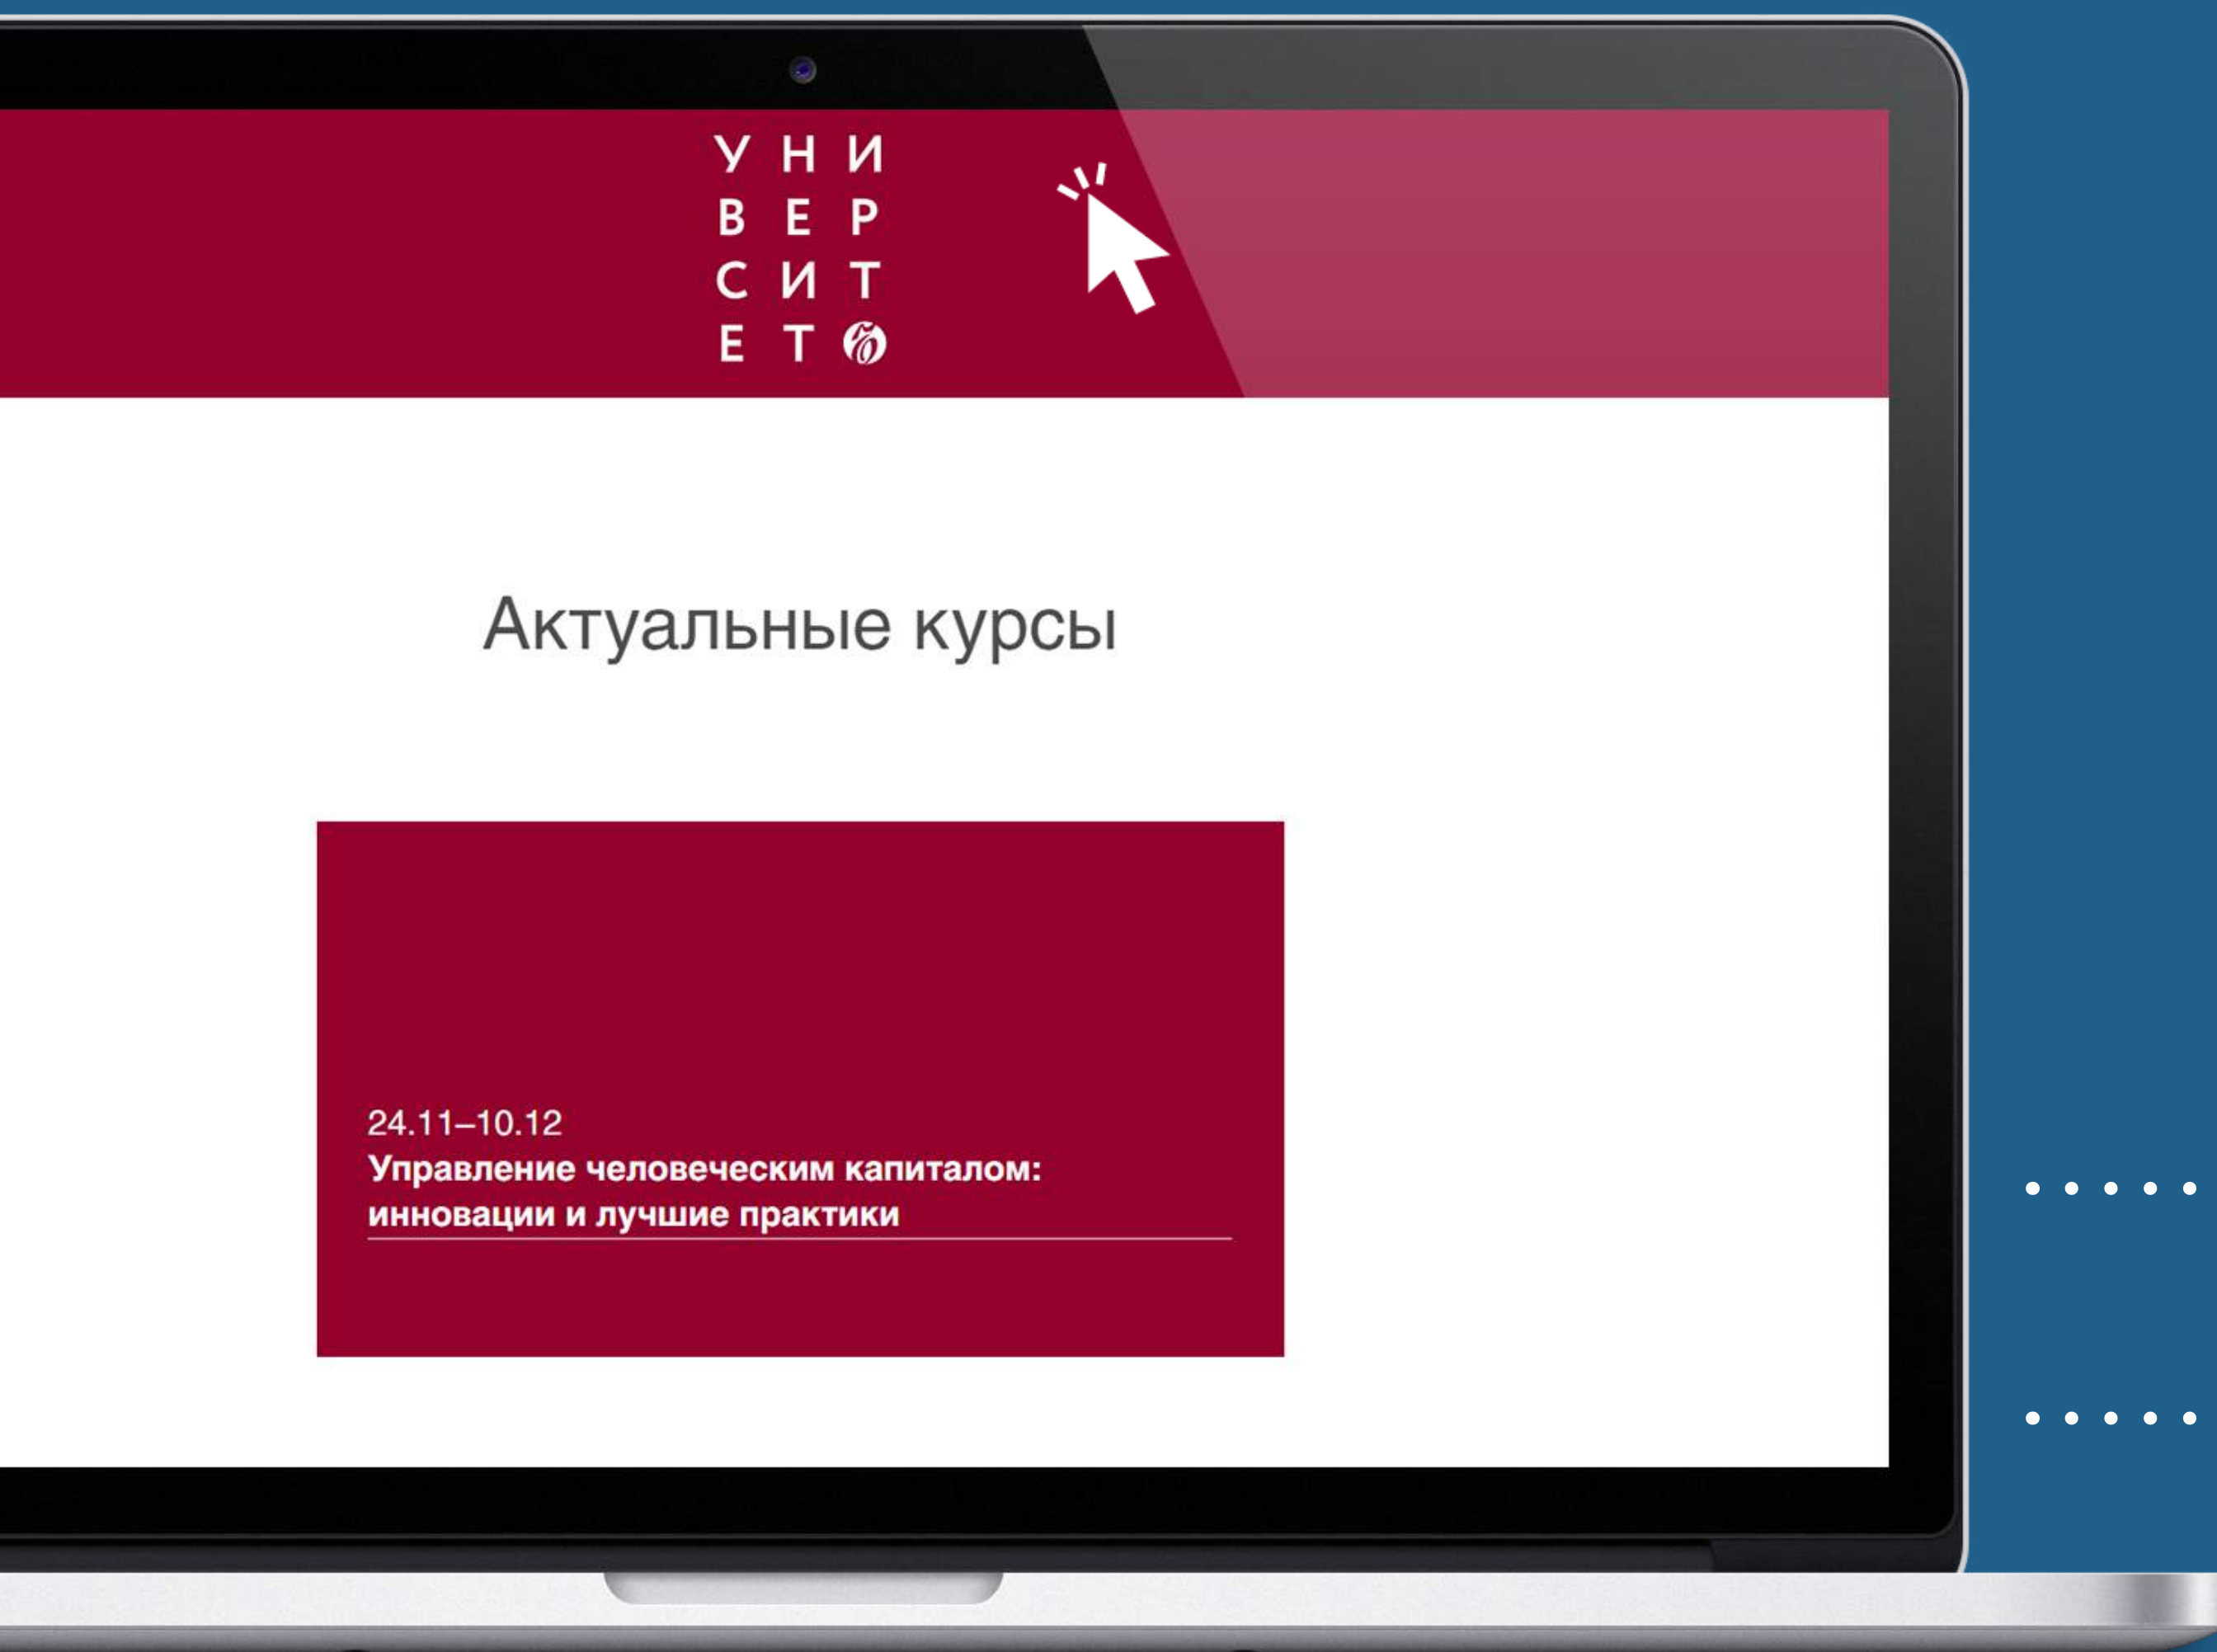 У Н И
В Е Р
С И Т
Е Т
Актуальные курсы
24.11–10.12
Управление человеческим капиталом:
инновации и лучшие практики